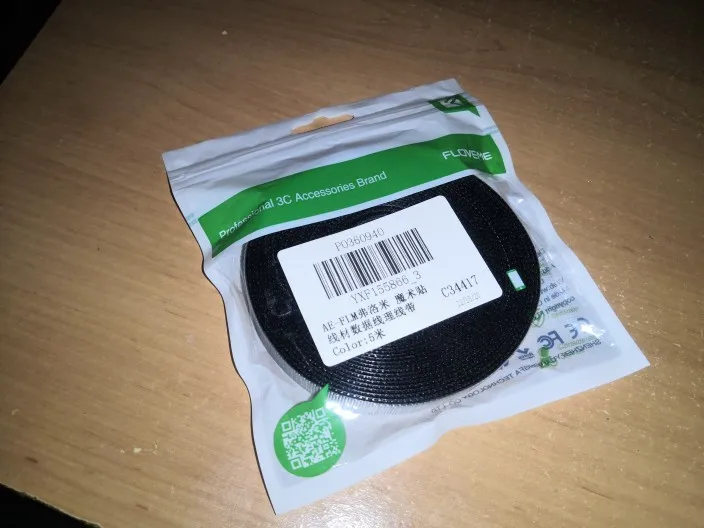 FLOVEME
Professional 3C Accessories Brand
P0360940
YXF155866_3
AE-FLM弗洛米 魔术贴
线材数据线理线带
Color:5米
C34417